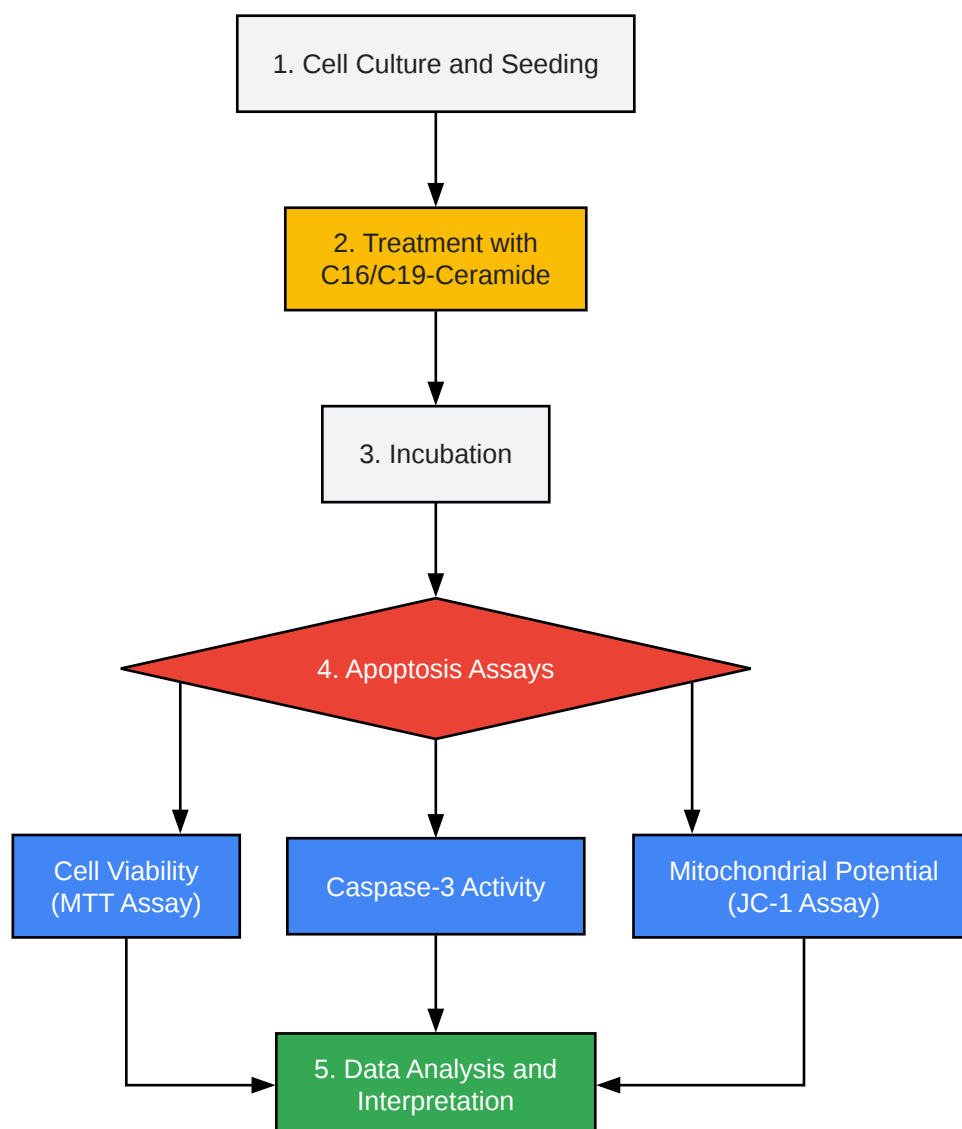 1. Cell Culture and Seeding
2. Treatment with
C16/C19-Ceramide
3. Incubation
4. Apoptosis Assays
Cell Viability
(MTT Assay)
Caspase-3 Activity
Mitochondrial Potential
(JC-1 Assay)
5. Data Analysis and
Interpretation